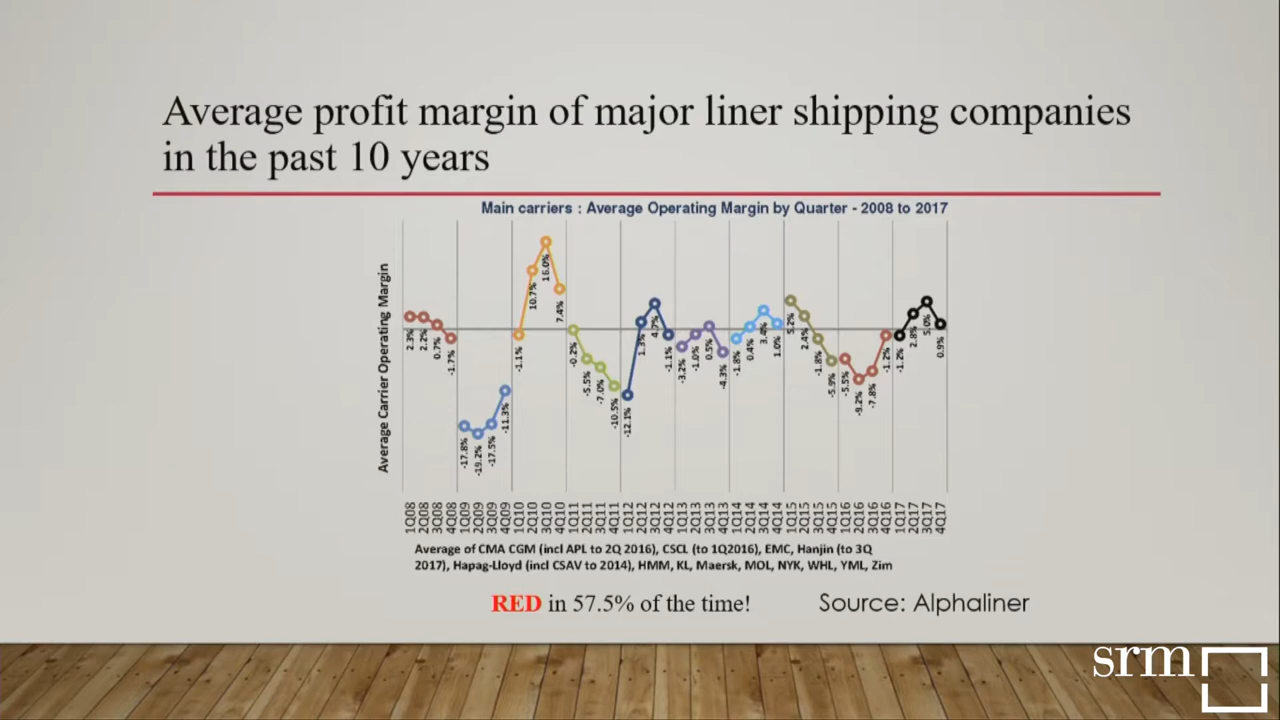 Average profit margin of major liner shipping companies
in the past 10 years
Main carriers : Average Operating Margin by Quarter - 2008 to 2017
Average Carrier Operating Margin
2.3%
2.2%
0.7%
-1.7%
-17.8%
-19.2%
-17.5%
-11.3%
-1.1%
10.7%
16.0%
7.4%
-0.2%
-5.5%
-7.0%
-10.5%
-12.1%
1.3%
4.7%
-1.1%
-3.2%
-1.0%
0.5%
-4.3%
-1.8%
0.4%
3.4%
1.0%
5.2%
2.4%
-1.8%
-5.9%
-5.5%
-9.2%
-7.8%
-1.2%
-1.2%
2.8%
5.0%
0.9%
1Q08
2Q08
3Q08
4Q08
1Q09
2Q09
3Q09
4Q09
1Q10
2Q10
3Q10
4Q10
1Q11
2Q11
3Q11
4Q11
1Q12
2Q12
3Q12
4Q12
1Q13
2Q13
3Q13
4Q13
1Q14
2Q14
3Q14
4Q14
1Q15
2Q15
3Q15
4Q15
1Q16
2Q16
3Q16
4Q16
1Q17
2Q17
3Q17
4Q17
Average of CMA CGM (incl APL to 2Q 2016), CSCL (to 1Q2016), EMC, Hanjin (to 3Q
2017), Hapag-Lloyd (incl CSAV to 2014), HMM, KL, Maersk, MOL, NYK, WHL, YML, Zim
RED in 57.5% of the time!
Source: Alphaliner
srm